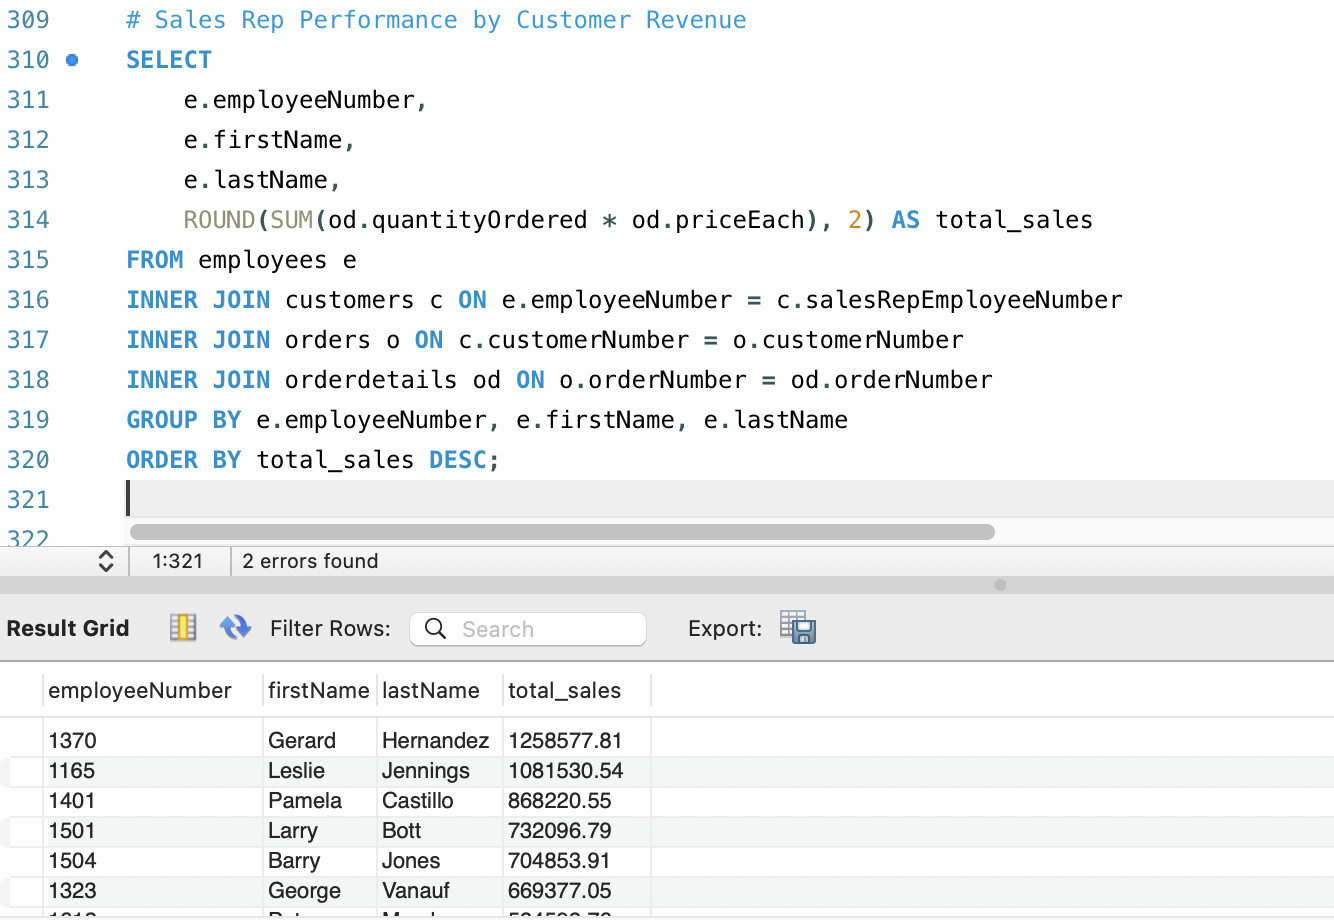 309 # Sales Rep Performance by Customer Revenue
310 SELECT
311 e.employeeNumber,
312 e.firstName,
313 e.lastName,
314 ROUND(SUM(od.quantityOrdered * od.priceEach), 2) AS total_sales
315 FROM employees e
316 INNER JOIN customers c ON e.employeeNumber = c.salesRepEmployeeNumber
317 INNER JOIN orders o ON c.customerNumber = o.customerNumber
318 INNER JOIN orderdetails od ON o.orderNumber = od.orderNumber
319 GROUP BY e.employeeNumber, e.firstName, e.lastName
320 ORDER BY total_sales DESC;
321
322
1:321 2 errors found
Result Grid Filter Rows: Search Export:
employeeNumber firstName lastName total_sales
1370 Gerard Hernandez 1258577.81
1165 Leslie Jennings 1081530.54
1401 Pamela Castillo 868220.55
1501 Larry Bott 732096.79
1504 Barry Jones 704853.91
1323 George Vanauf 669377.05